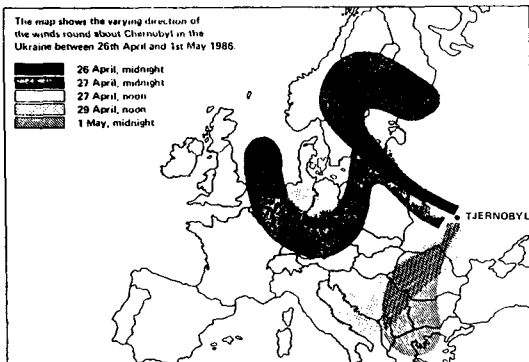 The map shows the varying direction of
the winds round about Chernobyl in the
Ukraine between 26th April and 1st May 1986.
26 April, midnight
27 April, midnight
27 April, noon
29 April, noon
1 May, midnight
TJERNOBYL